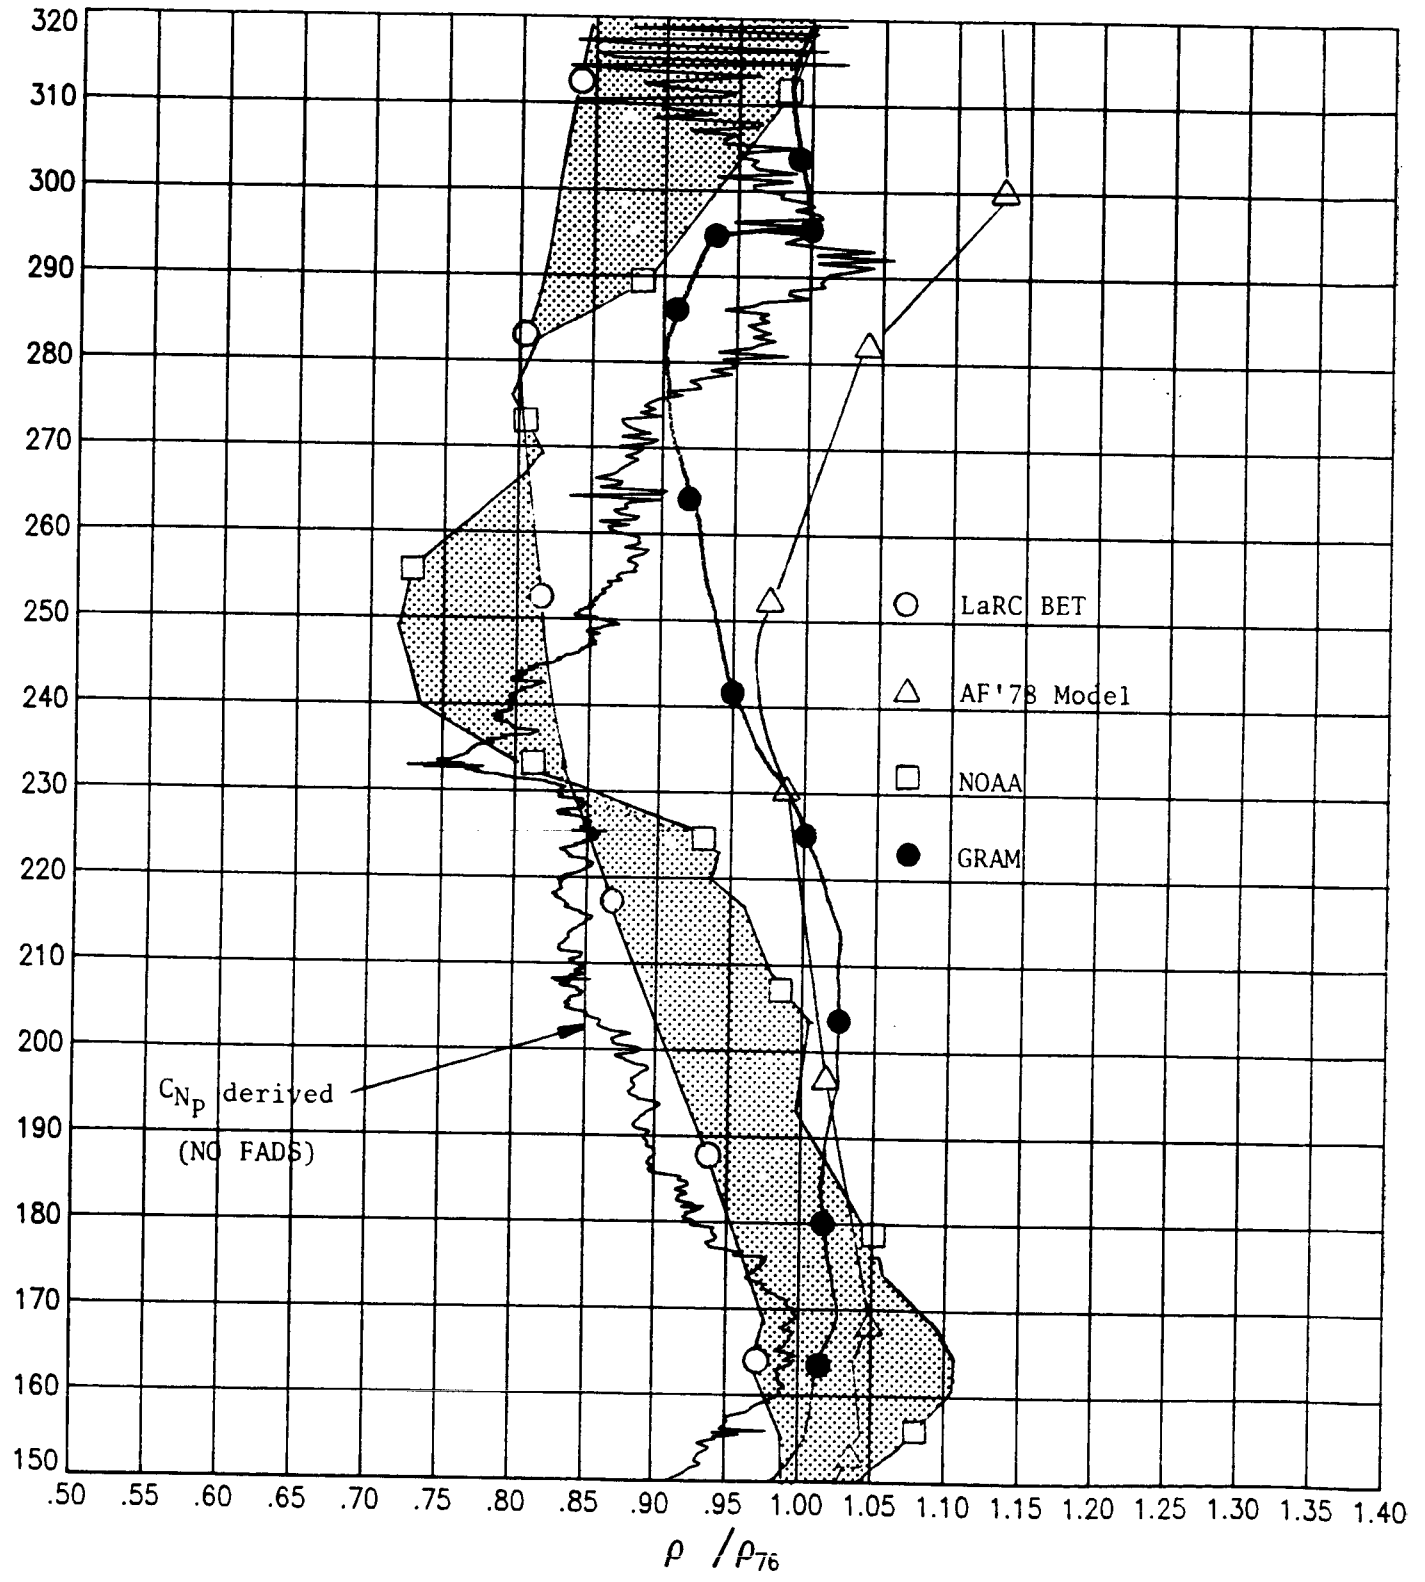 320
310
300
290
280
270
260
250
240
230
220
210
200
190
180
170
160
150
LaRC BET
AF'78 Model
NOAA
GRAM
CNp derived
(NO FADS)
.50 .55 .60 .65 .70 .75 .80 .85 .90 .95 1.00 1.05 1.10 1.15 1.20 1.25 1.30 1.35 1.40
ρ /ρ76